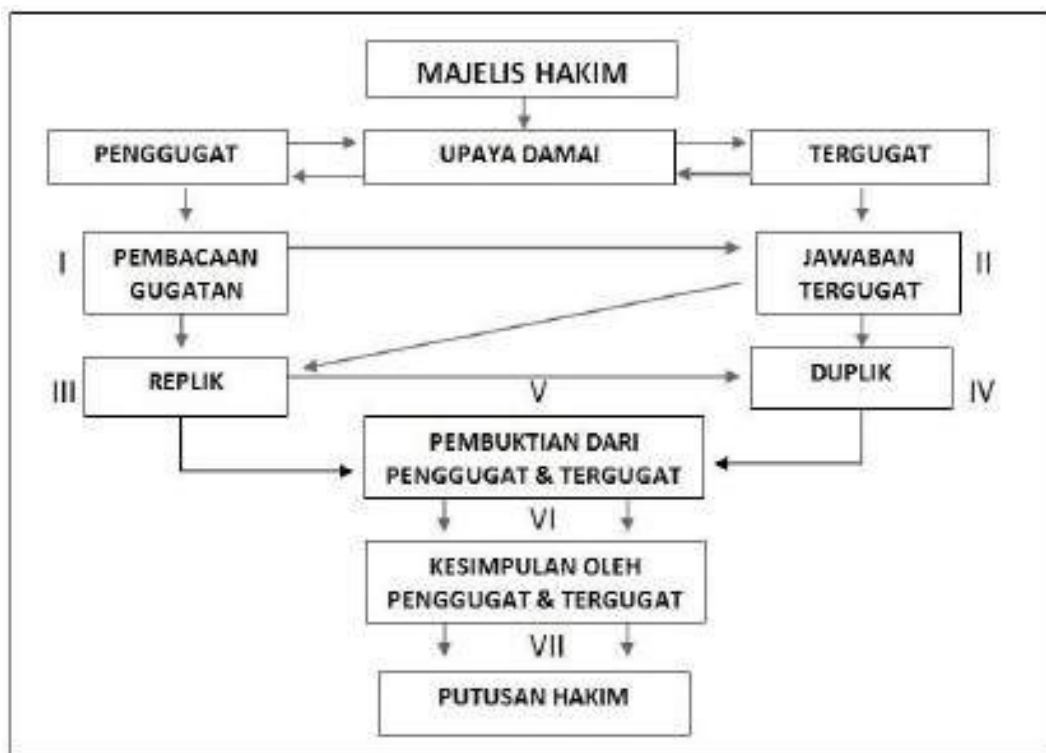 MAJELIS HAKIM
PENGGUGAT
UPAYA DAMAI
TERGUGAT
I
PEMBACAAN
GUGATAN
JAWABAN
TERGUGAT
II
III
REPLIK
DUPLIK
IV
V
PEMBUKTIAN DARI
PENGGUGAT & TERGUGAT
VI
KESIMPULAN OLEH
PENGGUGAT & TERGUGAT
VII
PUTUSAN HAKIM